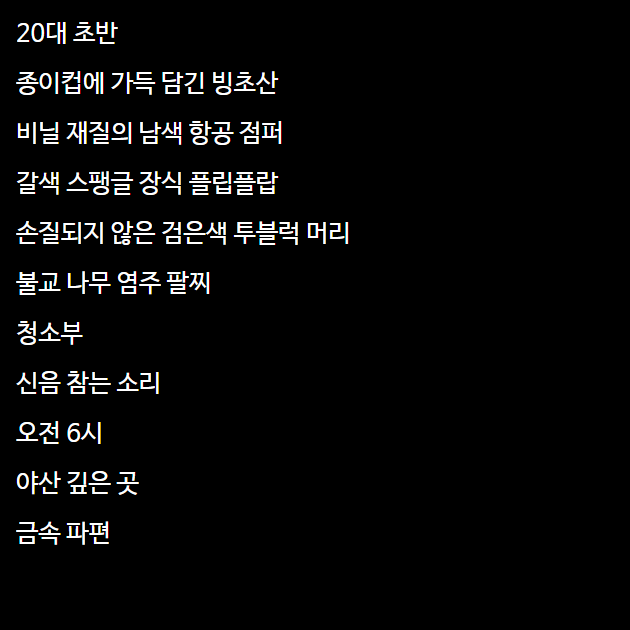 20대 초반
종이컵에 가득 담긴 빙초산
비닐 재질의 남색 항공 점퍼
갈색 스팽글 장식 플립플랍
손질되지 않은 검은색 투블럭 머리
불교 나무 염주 팔찌
청소부
신음 참는 소리
오전 6시
야산 깊은 곳
금속 파편